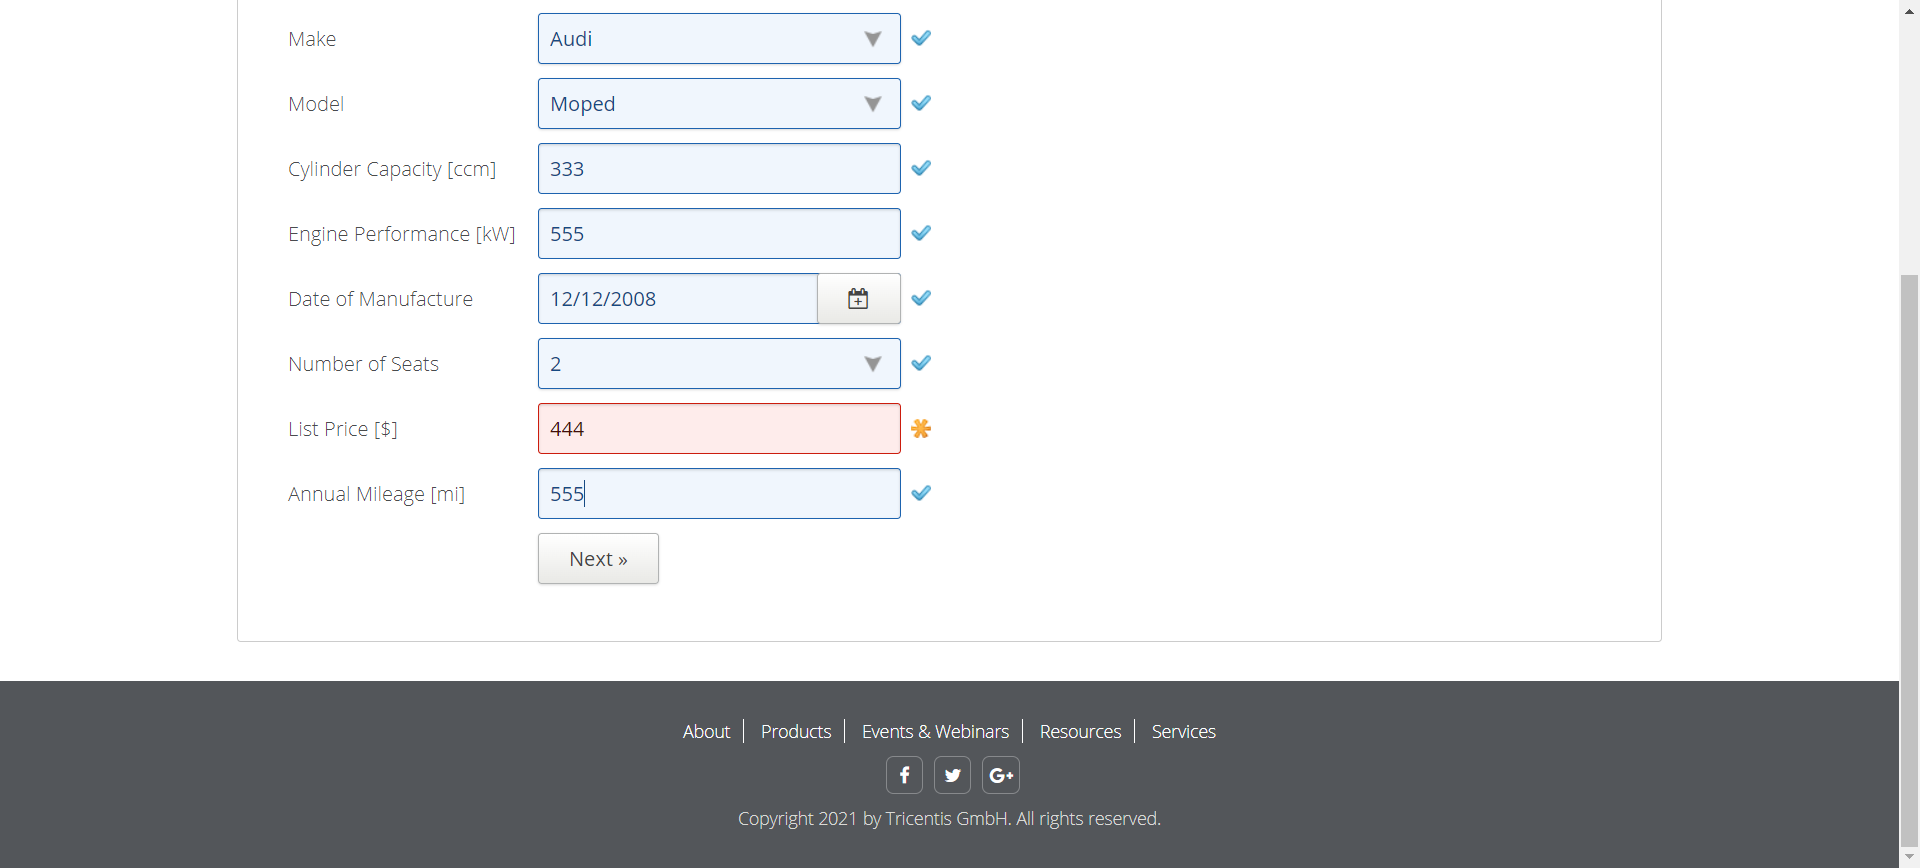 Make Audi
Model Moped
Cylinder Capacity [ccm] 333
Engine Performance [kW] 555
Date of Manufacture 12/12/2008
Number of Seats 2
List Price [$] 444
Annual Mileage [mi] 555
Next »
About Products Events & Webinars Resources Services
f G+
Copyright 2021 by Tricentis GmbH. All rights reserved.